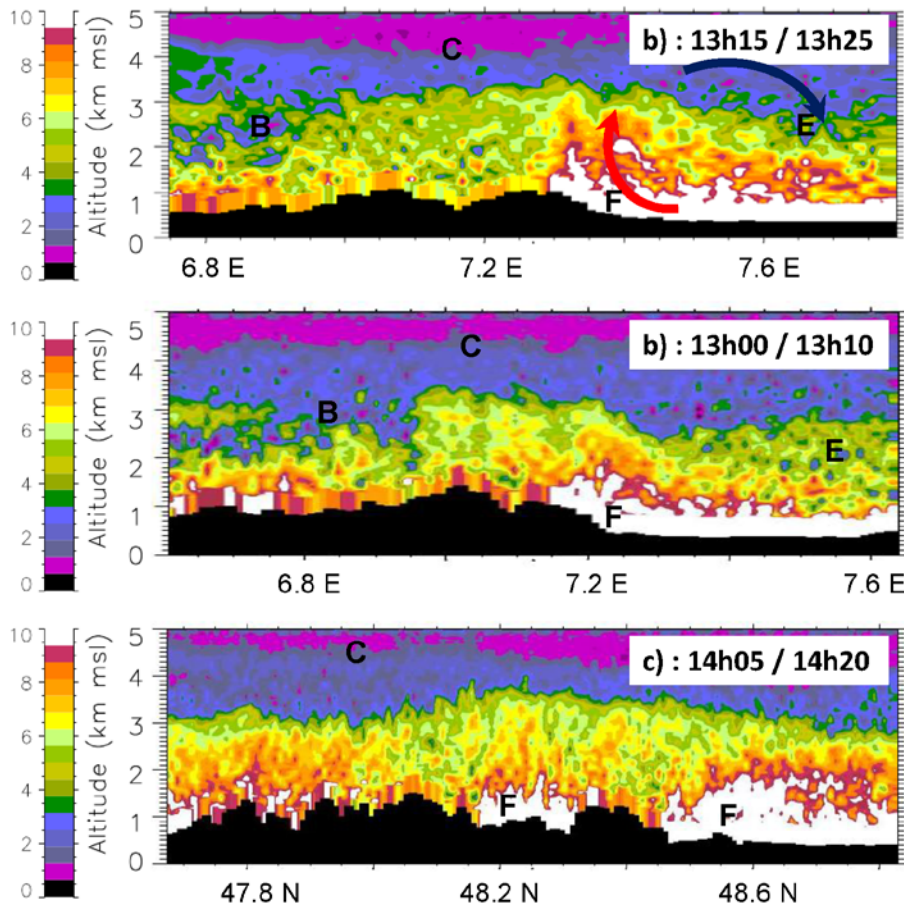 10
8
6
4
2
0
Altitude (km msl)
5
4
3
2
1
0
C
b) : 13h15 / 13h25
B
E
F
6.8 E
7.2 E
7.6 E
10
8
6
4
2
0
Altitude (km msl)
5
4
3
2
1
0
C
b) : 13h00 / 13h10
B
E
F
6.8 E
7.2 E
7.6 E
10
8
6
4
2
0
Altitude (km msl)
5
4
3
2
1
0
C
c) : 14h05 / 14h20
F
F
47.8 N
48.2 N
48.6 N